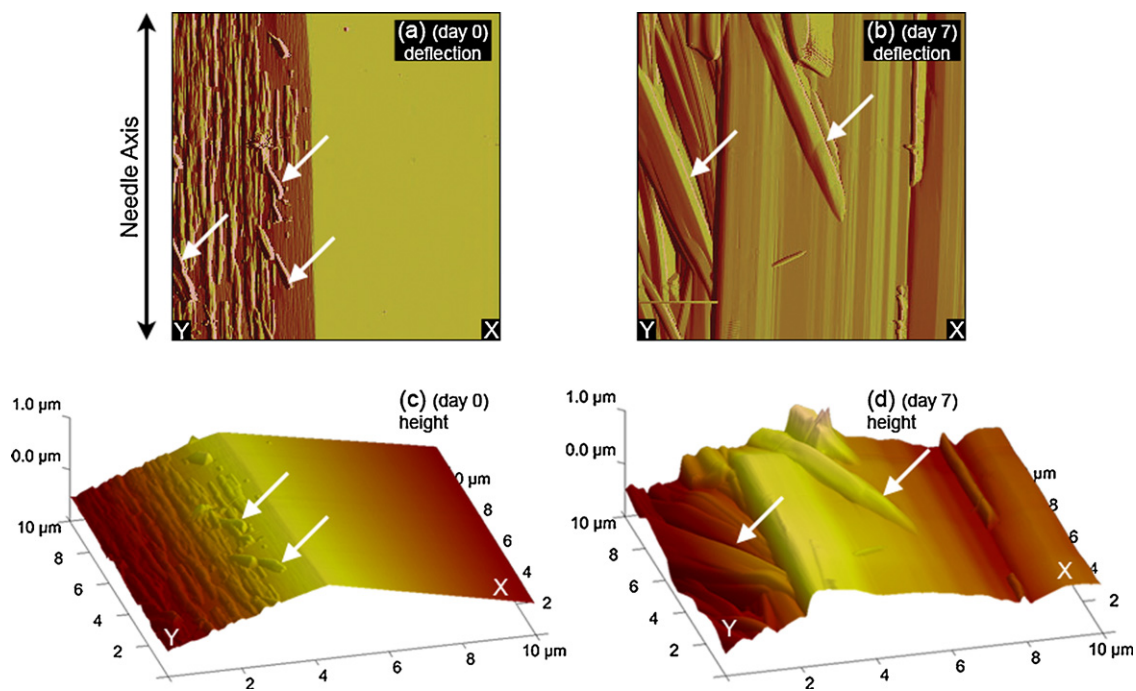 Needle Axis
(a) (day 0)
deflection
Y
X
(b) (day 7)
deflection
Y
X
(c) (day 0)
height
1.0 µm
0.0 µm
0 µm
10 µm
8
6
4
2
8
6
4
2
Y
X
2
4
6
8
10 µm
(d) (day 7)
height
1.0 µm
0.0 µm
µm
10 µm
8
6
4
2
8
6
4
2
Y
X
2
4
6
8
10 µm